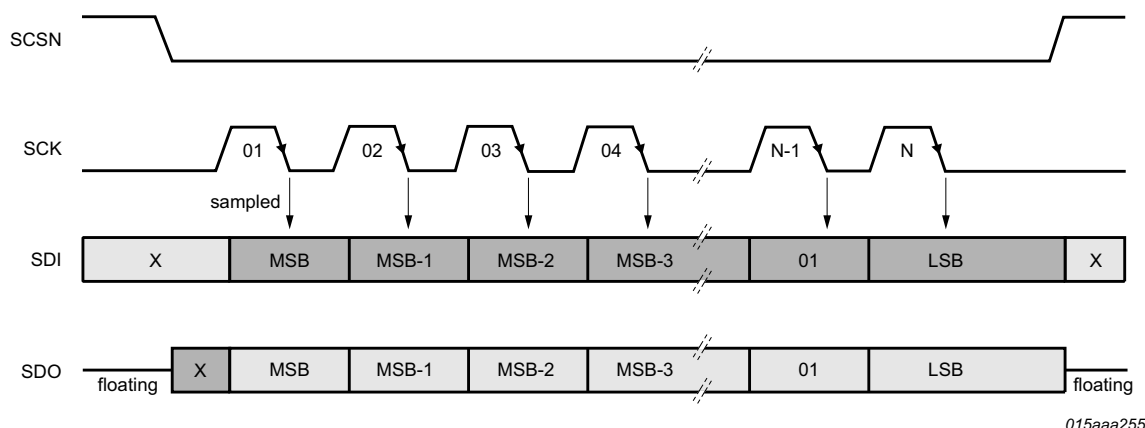 SCSN
SCK
01 02 03 04 N-1 N
sampled
SDI
X MSB MSB-1 MSB-2 MSB-3 01 LSB X
SDO
X MSB MSB-1 MSB-2 MSB-3 01 LSB
floating floating
015aaa255